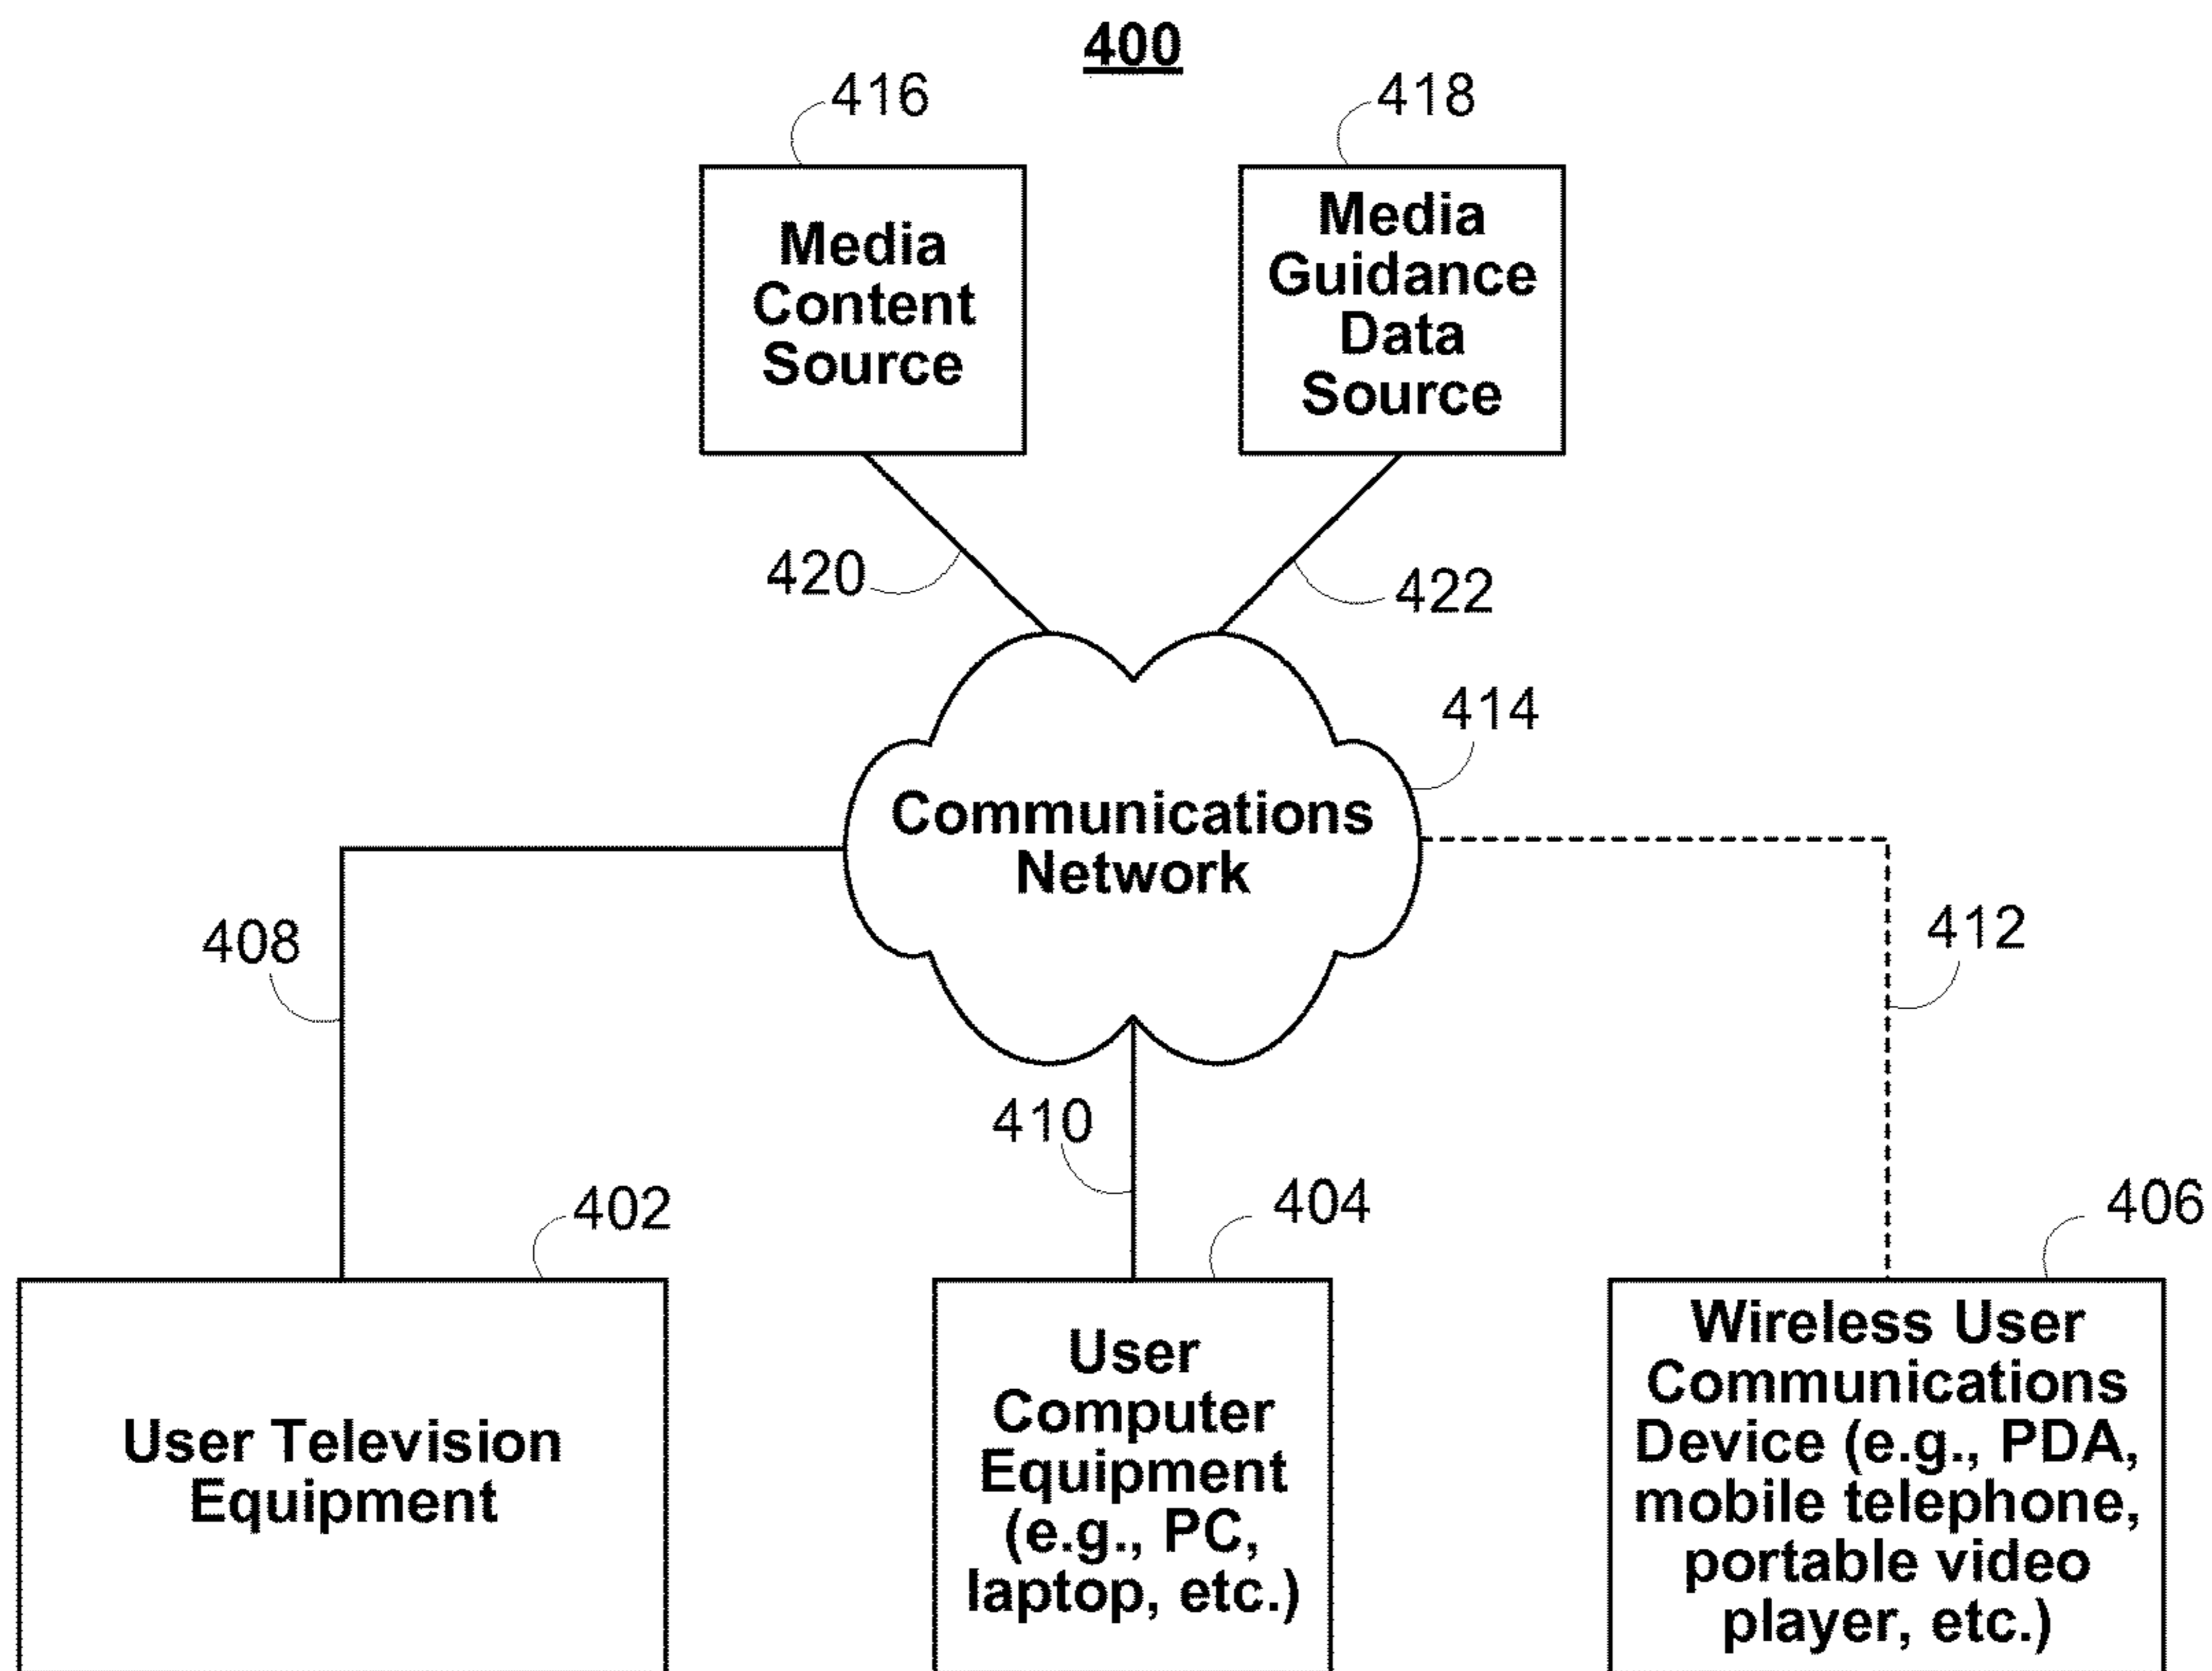 400
416
418
Media
Content
Source
Media
Guidance
Data
Source
420
422
414
Communications
Network
408
412
410
402
404
406
User Television
Equipment
User
Computer
Equipment
(e.g., PC,
laptop, etc.)
Wireless User
Communications
Device (e.g., PDA,
mobile telephone,
portable video
player, etc.)